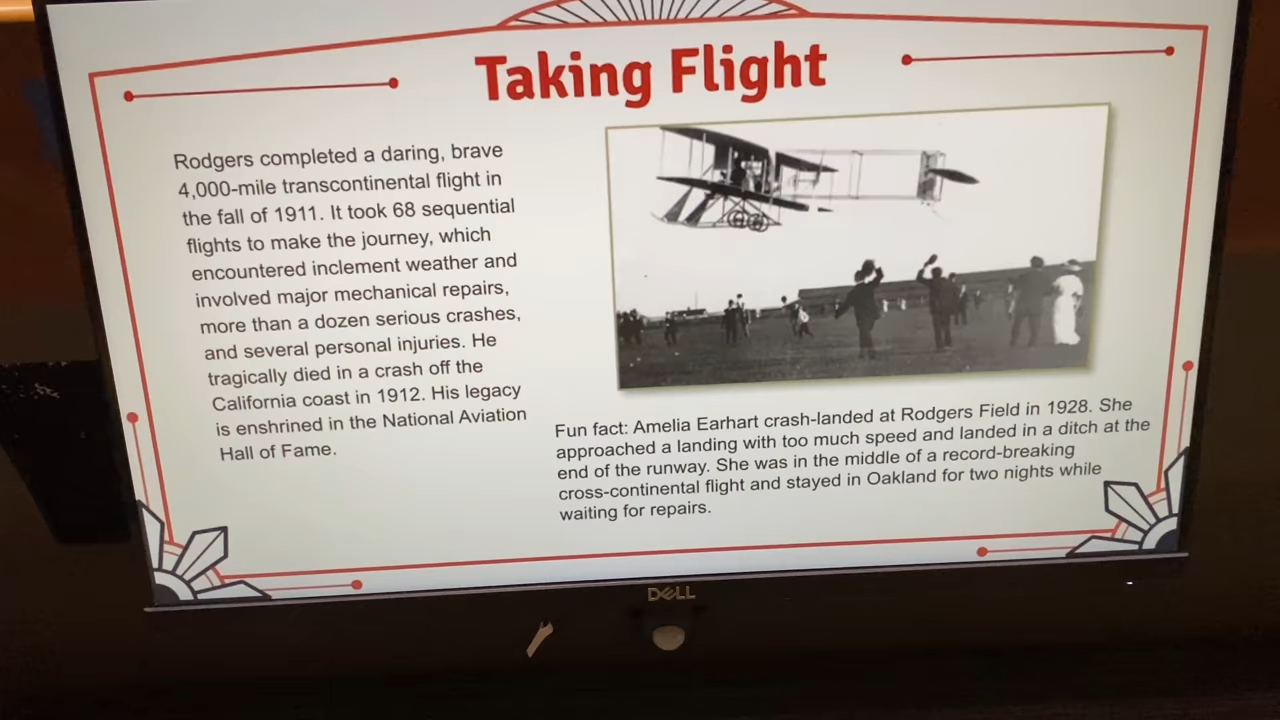 Taking Flight
Rodgers completed a daring, brave
4,000-mile transcontinental flight in
the fall of 1911. It took 68 sequential
flights to make the journey, which
encountered inclement weather and
involved major mechanical repairs,
more than a dozen serious crashes,
and several personal injuries. He
tragically died in a crash off the
California coast in 1912. His legacy
is enshrined in the National Aviation
Hall of Fame.
Fun fact: Amelia Earhart crash-landed at Rodgers Field in 1928. She
approached a landing with too much speed and landed in a ditch at the
end of the runway. She was in the middle of a record-breaking
cross-continental flight and stayed in Oakland for two nights while
waiting for repairs.
DELL